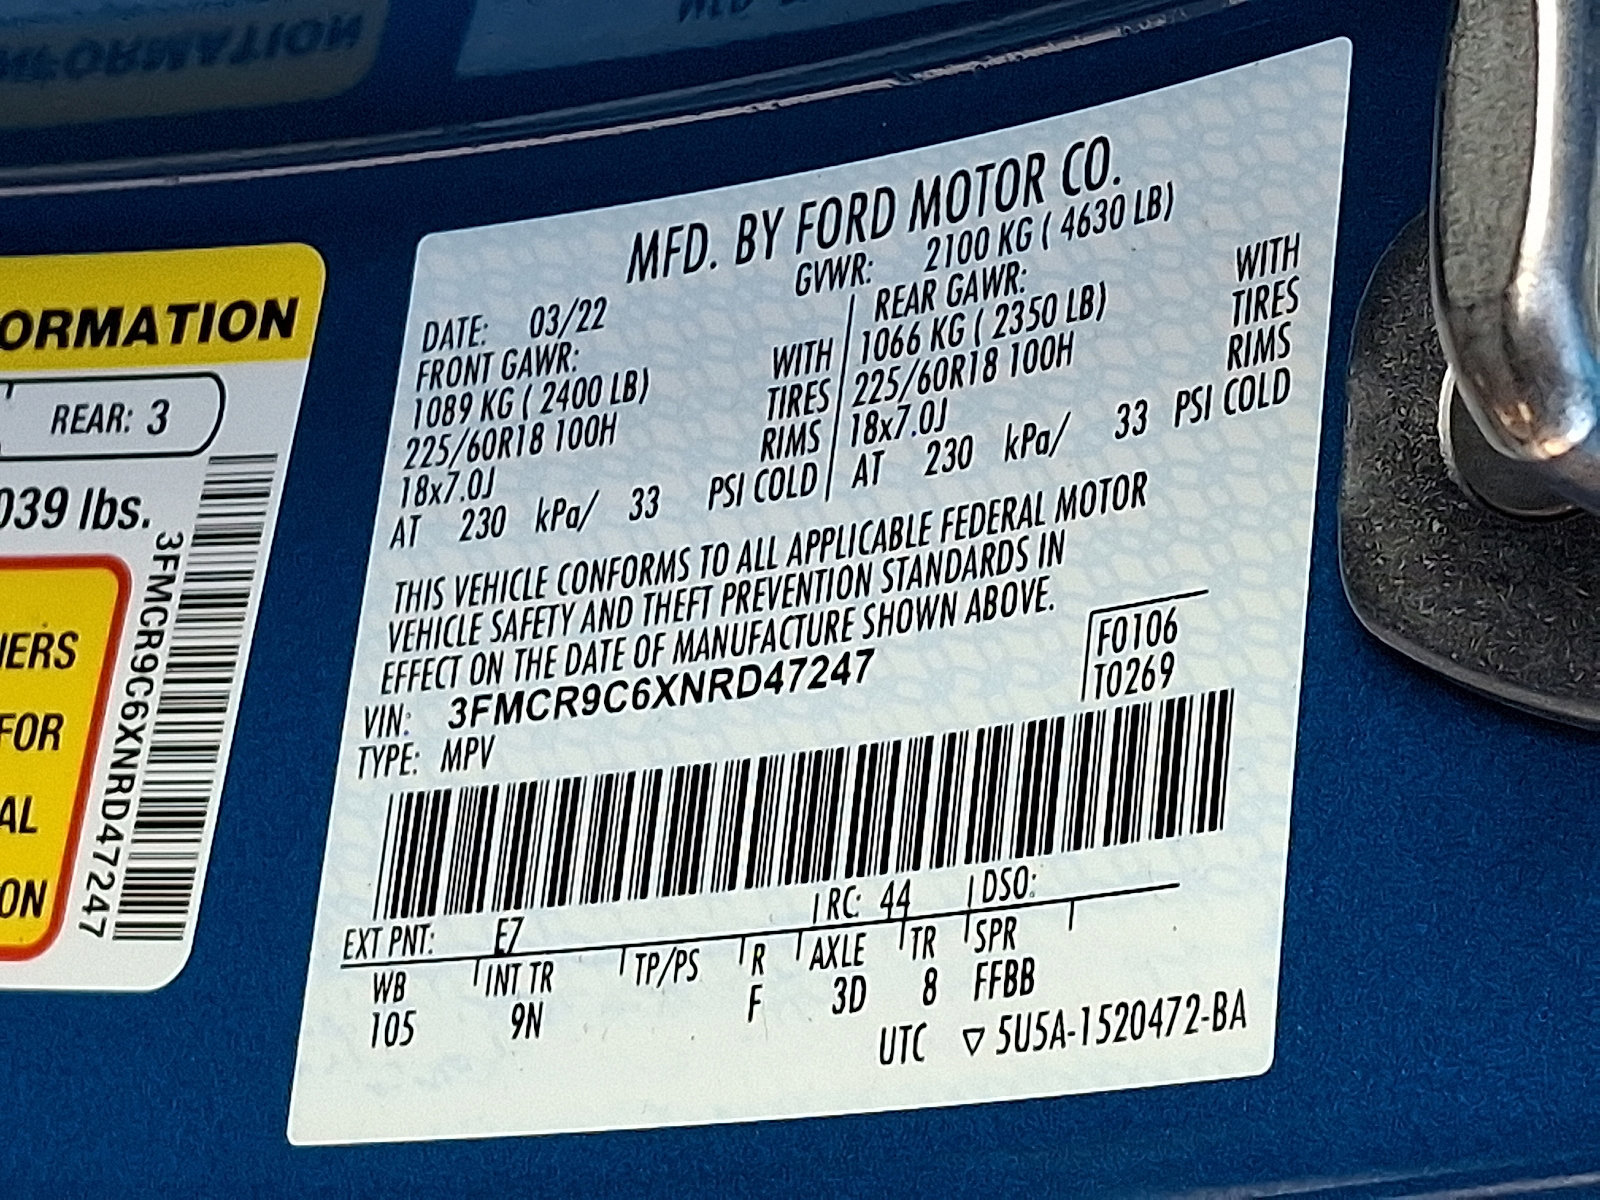 ORMATION
REAR: 3
039 lbs.
3FMCR9C6XNRD47247
IERS
FOR
AL
ON
MFD. BY FORD MOTOR CO.
DATE: 03/22 GVWR: 2100 KG ( 4630 LB)
FRONT GAWR: REAR GAWR:
1089 KG ( 2400 LB) WITH 1066 KG ( 2350 LB) WITH
225/60R18 100H TIRES 225/60R18 100H TIRES
18x7.0J RIMS 18x7.0J RIMS
AT 230 kPa/ 33 PSI COLD AT 230 kPa/ 33 PSI COLD
THIS VEHICLE CONFORMS TO ALL APPLICABLE FEDERAL MOTOR
VEHICLE SAFETY AND THEFT PREVENTION STANDARDS IN
EFFECT ON THE DATE OF MANUFACTURE SHOWN ABOVE.
VIN: 3FMCR9C6XNRD47247 F0106
TYPE: MPV T0269
EXT PNT: E7 RC: 44 DSO:
WB INT TR TP/PS R AXLE TR SPR
105 9N F 3D 8 FFBB
UTC ▽ 5U5A-1520472-BA